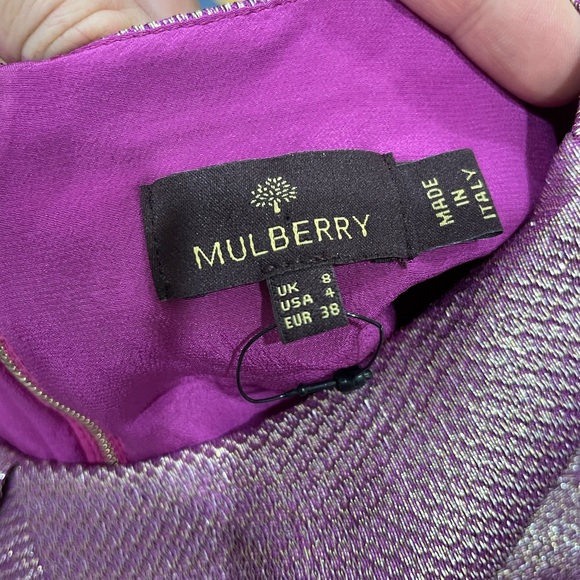 MULBERRY
MADE
IN
ITALY
UK 8
USA 4
EUR 38